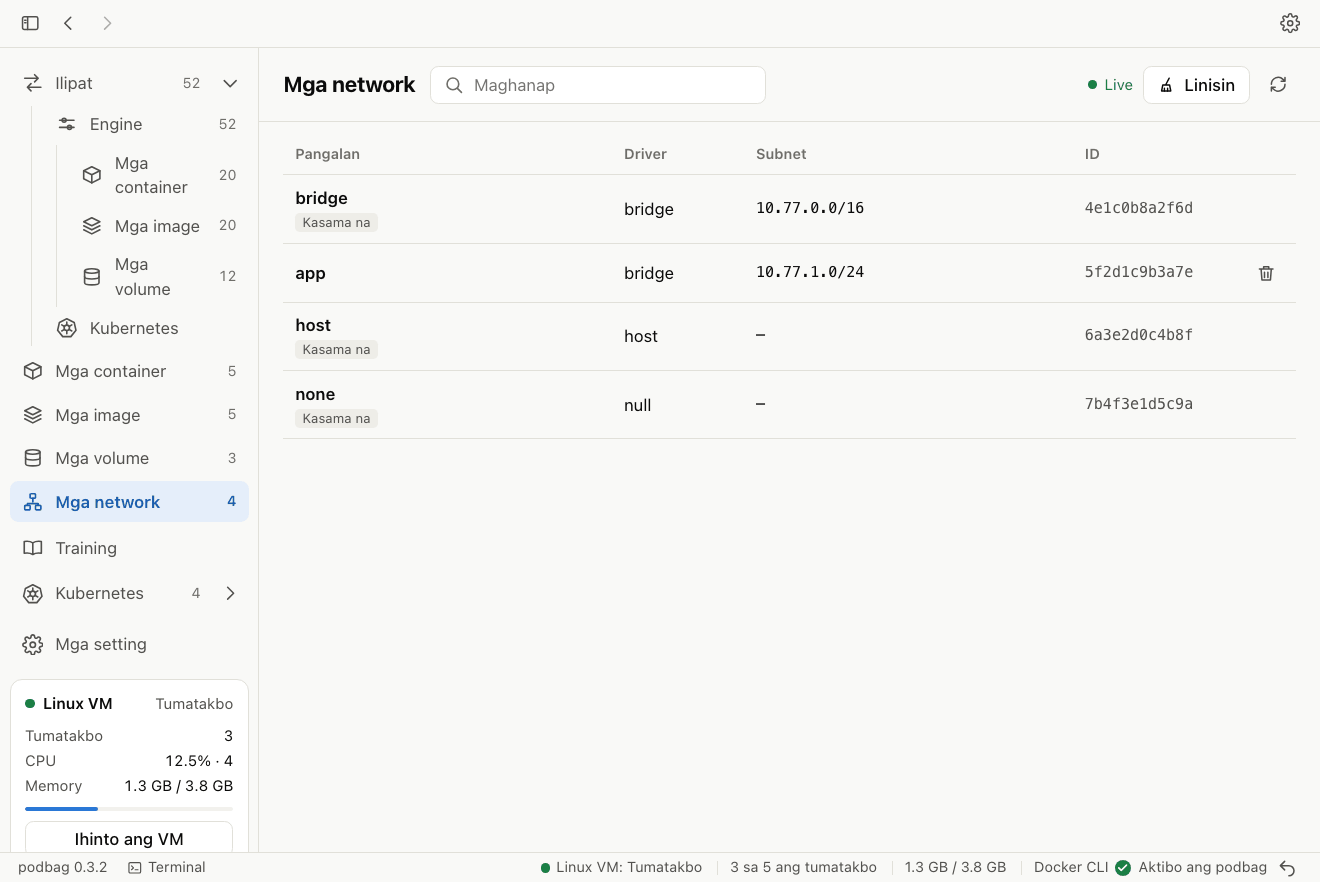 Ilipat 52
Engine 52
Mga container 20
Mga image 20
Mga volume 12
Kubernetes
Mga container 5
Mga image 5
Mga volume 3
Mga network 4
Training
Kubernetes 4
Mga setting
Linux VM Tumatakbo
Tumatakbo 3
CPU 12.5% · 4
Memory 1.3 GB / 3.8 GB
Ihinto ang VM
Mga network Maghanap Live Linisin
Pangalan Driver Subnet ID
bridge
Kasama na
bridge 10.77.0.0/16 4e1c0b8a2f6d
app bridge 10.77.1.0/24 5f2d1c9b3a7e
host
Kasama na
host – 6a3e2d0c4b8f
none
Kasama na
null – 7b4f3e1d5c9a
podbag 0.3.2 Terminal Linux VM: Tumatakbo 3 sa 5 ang tumatakbo 1.3 GB / 3.8 GB Docker CLI Aktibo ang podbag